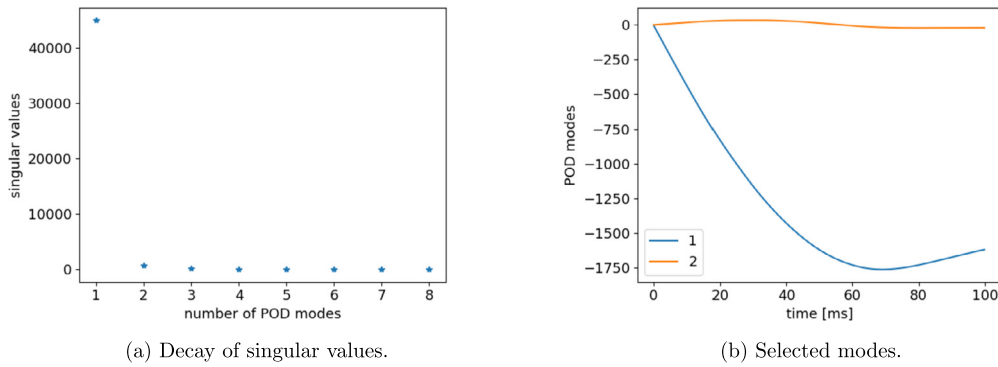 singular values
40000
30000
20000
10000
0
1 2 3 4 5 6 7 8
number of POD modes
(a) Decay of singular values.
POD modes
0
−250
−500
−750
−1000
−1250
−1500
−1750
1
2
0 20 40 60 80 100
time [ms]
(b) Selected modes.